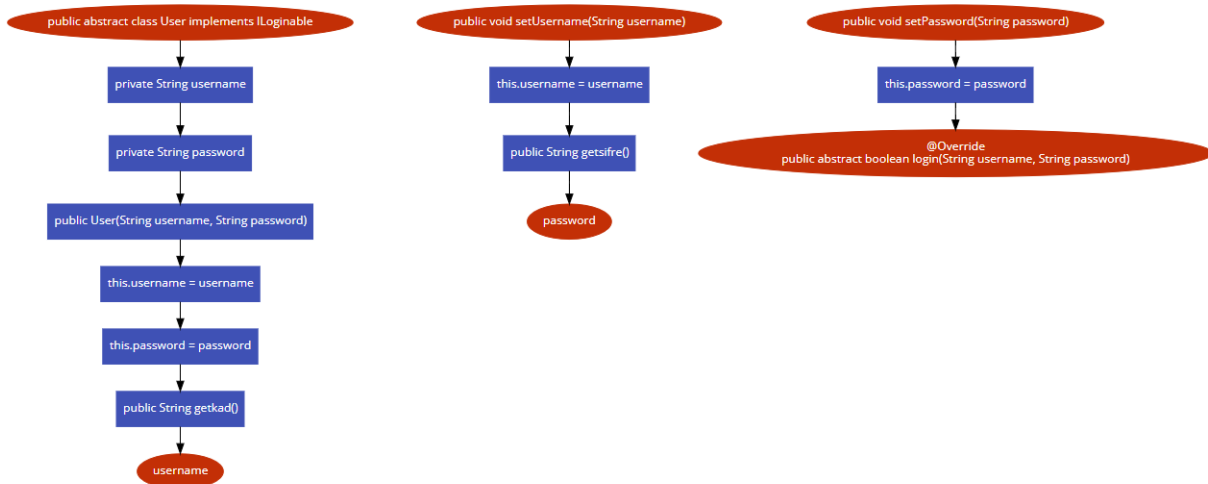 public abstract class User implements ILoginable
private String username
private String password
public User(String username, String password)
this.username = username
this.password = password
public String getkad()
username
public void setUsername(String username)
this.username = username
public String getsifre()
password
public void setPassword(String password)
this.password = password
@Override
public abstract boolean login(String username, String password)